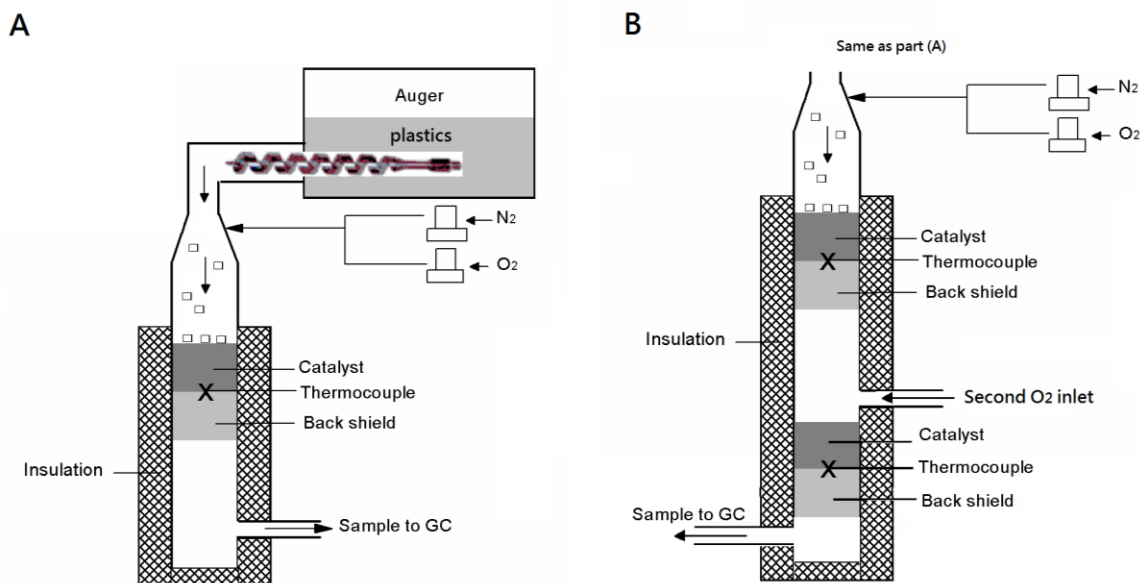 A
Auger
plastics
N2
O2
Catalyst
Thermocouple
X
Back shield
Insulation
Sample to GC
B
Same as part (A)
N2
O2
Catalyst
Thermocouple
X
Back shield
Insulation
Second O2 inlet
Catalyst
Thermocouple
X
Back shield
Sample to GC